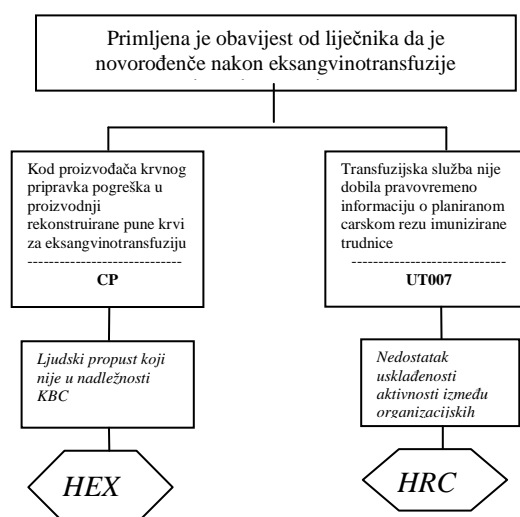 Primljena je obavijest od liječnika da je
novorođenče nakon eksangvinotransfuzije
Kod proizvođača krvnog
pripravka pogreška u
proizvodnji
rekonstruirane pune krvi
za eksangvinotransfuziju
-----------------------------
CP
Transfuzijska služba nije
dobila pravovremeno
informaciju o planiranom
carskom rezu imunizirane
trudnice
-----------------------------
UT007
Ljudski propust koji
nije u nadležnosti
KBC
Nedostatak
usklađenosti
aktivnosti između
organizacijskih
HEX
HRC